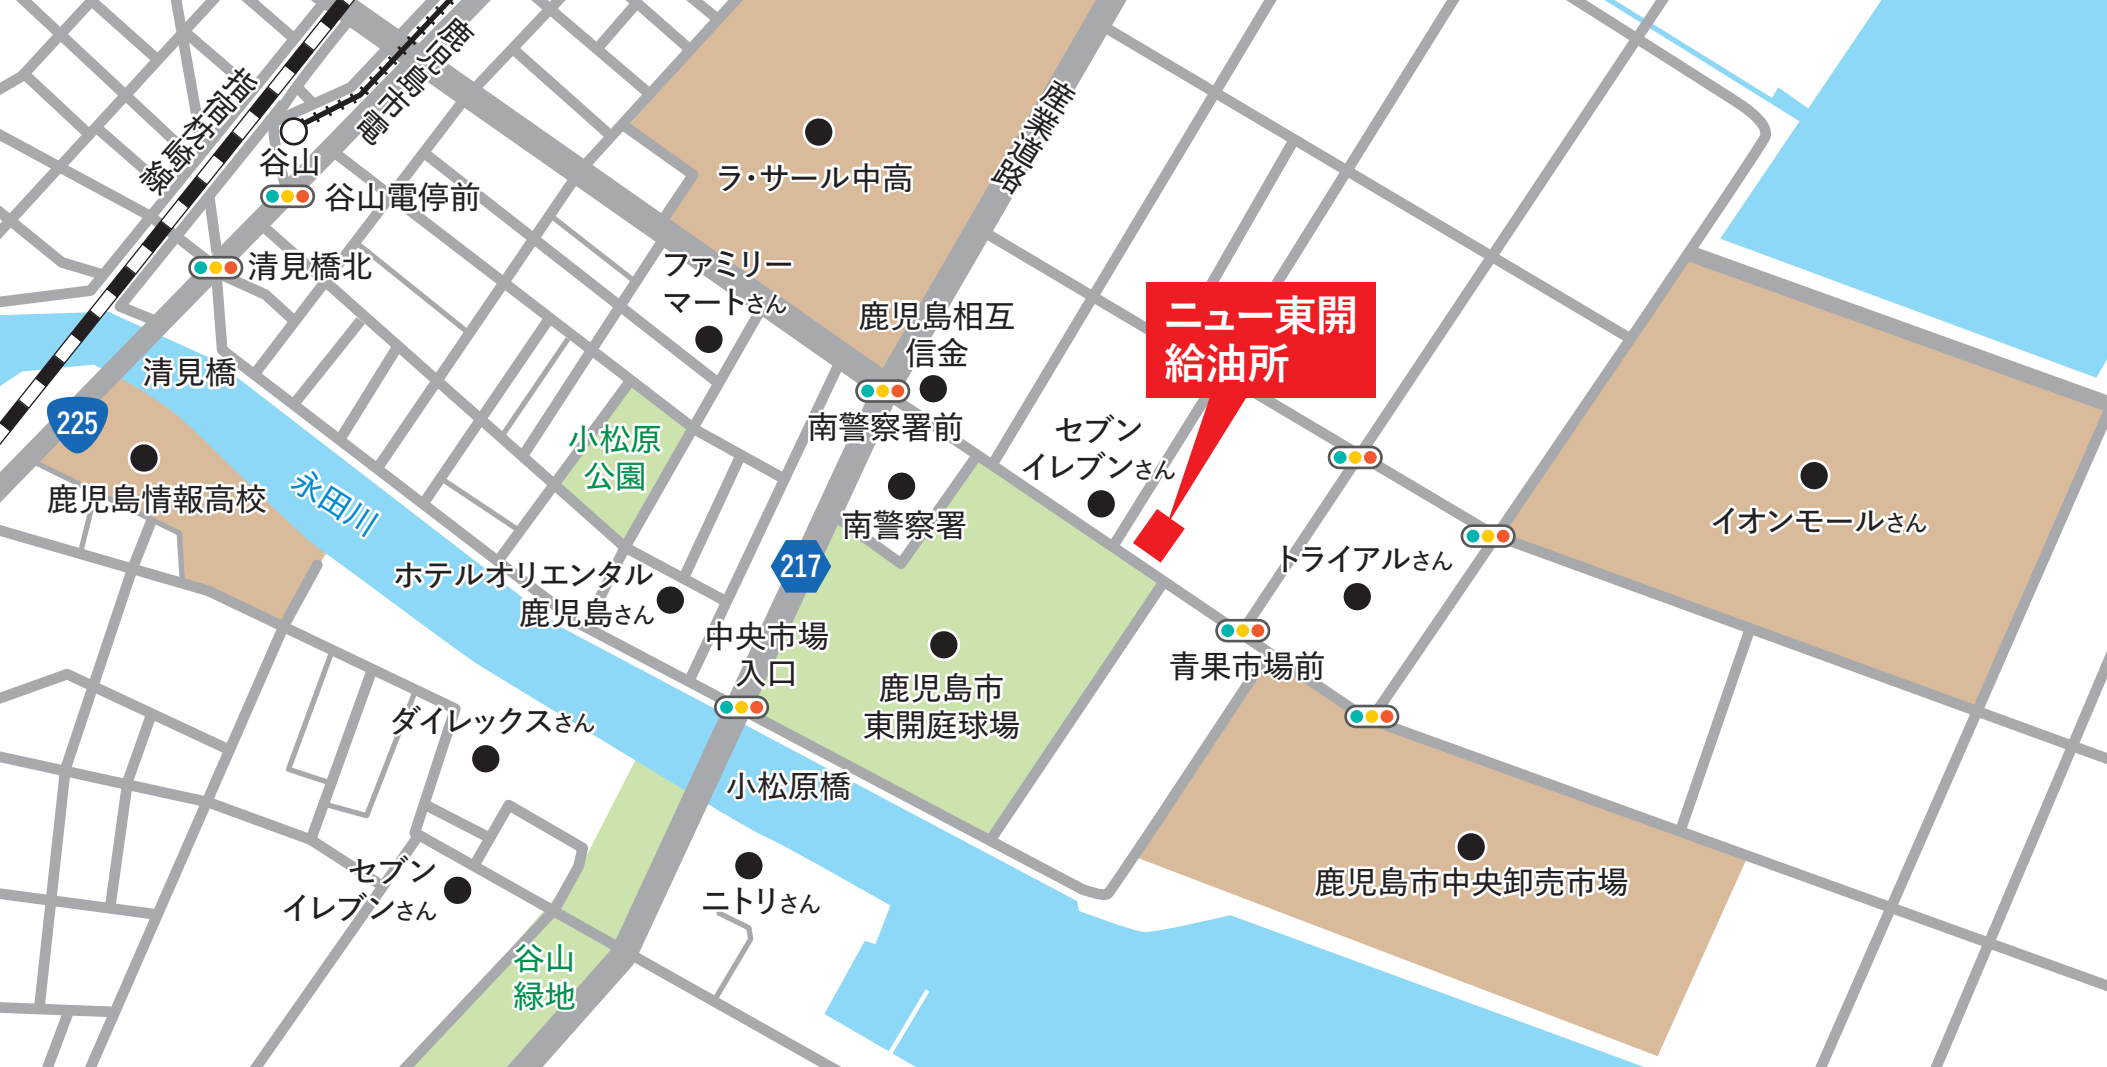 指宿枕崎線
鹿児島市電
谷山
谷山電停前
清見橋北
清見橋
225
鹿児島情報高校
永田川
ラ・サール中高
産業道路
ファミリー
マートさん
鹿児島相互
信金
南警察署前
南警察署
小松原
公園
217
ニュー東開
給油所
セブン
イレブンさん
トライアルさん
イオンモールさん
ホテルオリエンタル
鹿児島さん
中央市場
入口
鹿児島市
東開庭球場
青果市場前
ダイレックスさん
小松原橋
セブン
イレブンさん
ニトリさん
鹿児島市中央卸売市場
谷山
緑地